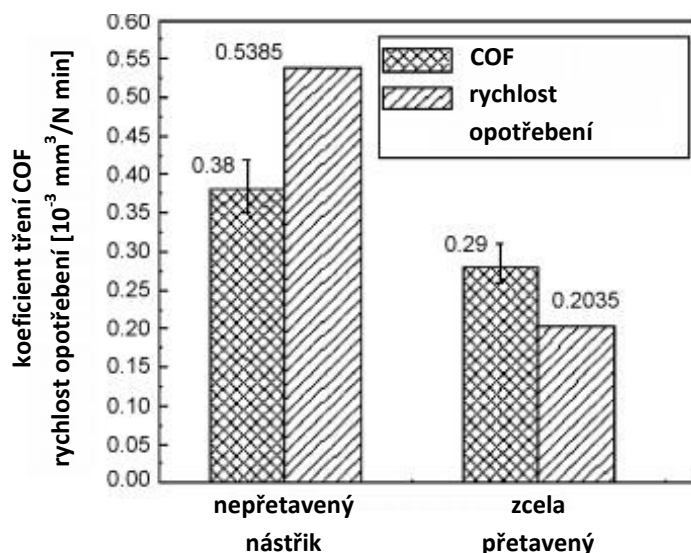 koeficient tření COF
rychlost opotřebení [10⁻³ mm³/N min]
0.60
0.55
0.50
0.45
0.40
0.35
0.30
0.25
0.20
0.15
0.10
0.05
0.00
0.5385
0.38
0.29
0.2035
COF
rychlost
opotřebení
nepřetavený
nástřik
zcela
přetavený